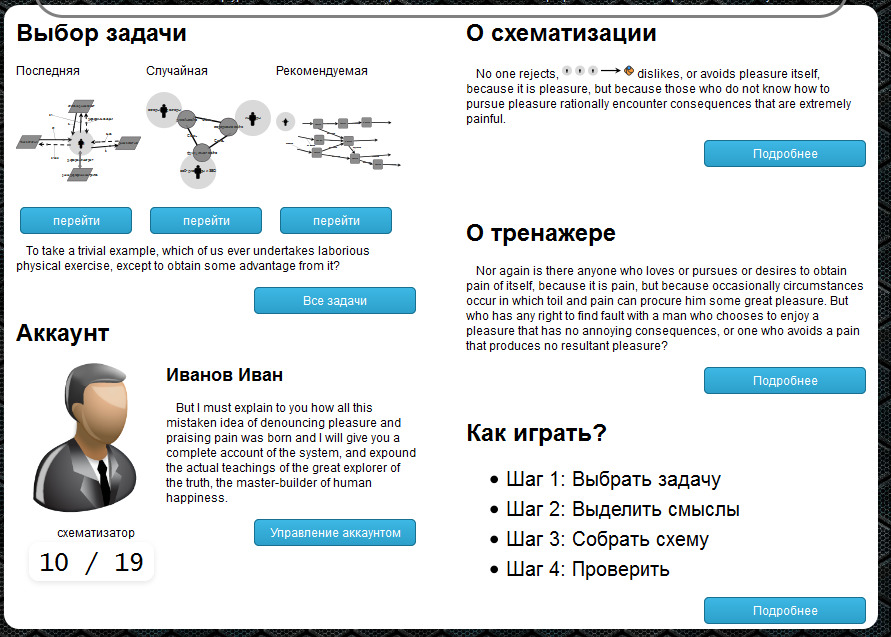 Выбор задачи
Последняя
Случайная
Рекомендуемая
перейти
перейти
перейти
To take a trivial example, which of us ever undertakes laborious
physical exercise, except to obtain some advantage from it?
Все задачи
Аккаунт
Иванов Иван
But I must explain to you how all this
mistaken idea of denouncing pleasure and
praising pain was born and I will give you a
complete account of the system, and expound
the actual teachings of the great explorer of
the truth, the master-builder of human
happiness.
схематизатор
10 / 19
Управление аккаунтом
О схематизации
No one rejects, dislikes, or avoids pleasure itself,
because it is pleasure, but because those who do not know how to
pursue pleasure rationally encounter consequences that are extremely
painful.
Подробнее
О тренажере
Nor again is there anyone who loves or pursues or desires to obtain
pain of itself, because it is pain, but because occasionally circumstances
occur in which toil and pain can procure him some great pleasure. But
who has any right to find fault with a man who chooses to enjoy a
pleasure that has no annoying consequences, or one who avoids a pain
that produces no resultant pleasure?
Подробнее
Как играть?
• Шаг 1: Выбрать задачу
• Шаг 2: Выделить смыслы
• Шаг 3: Собрать схему
• Шаг 4: Проверить
Подробнее